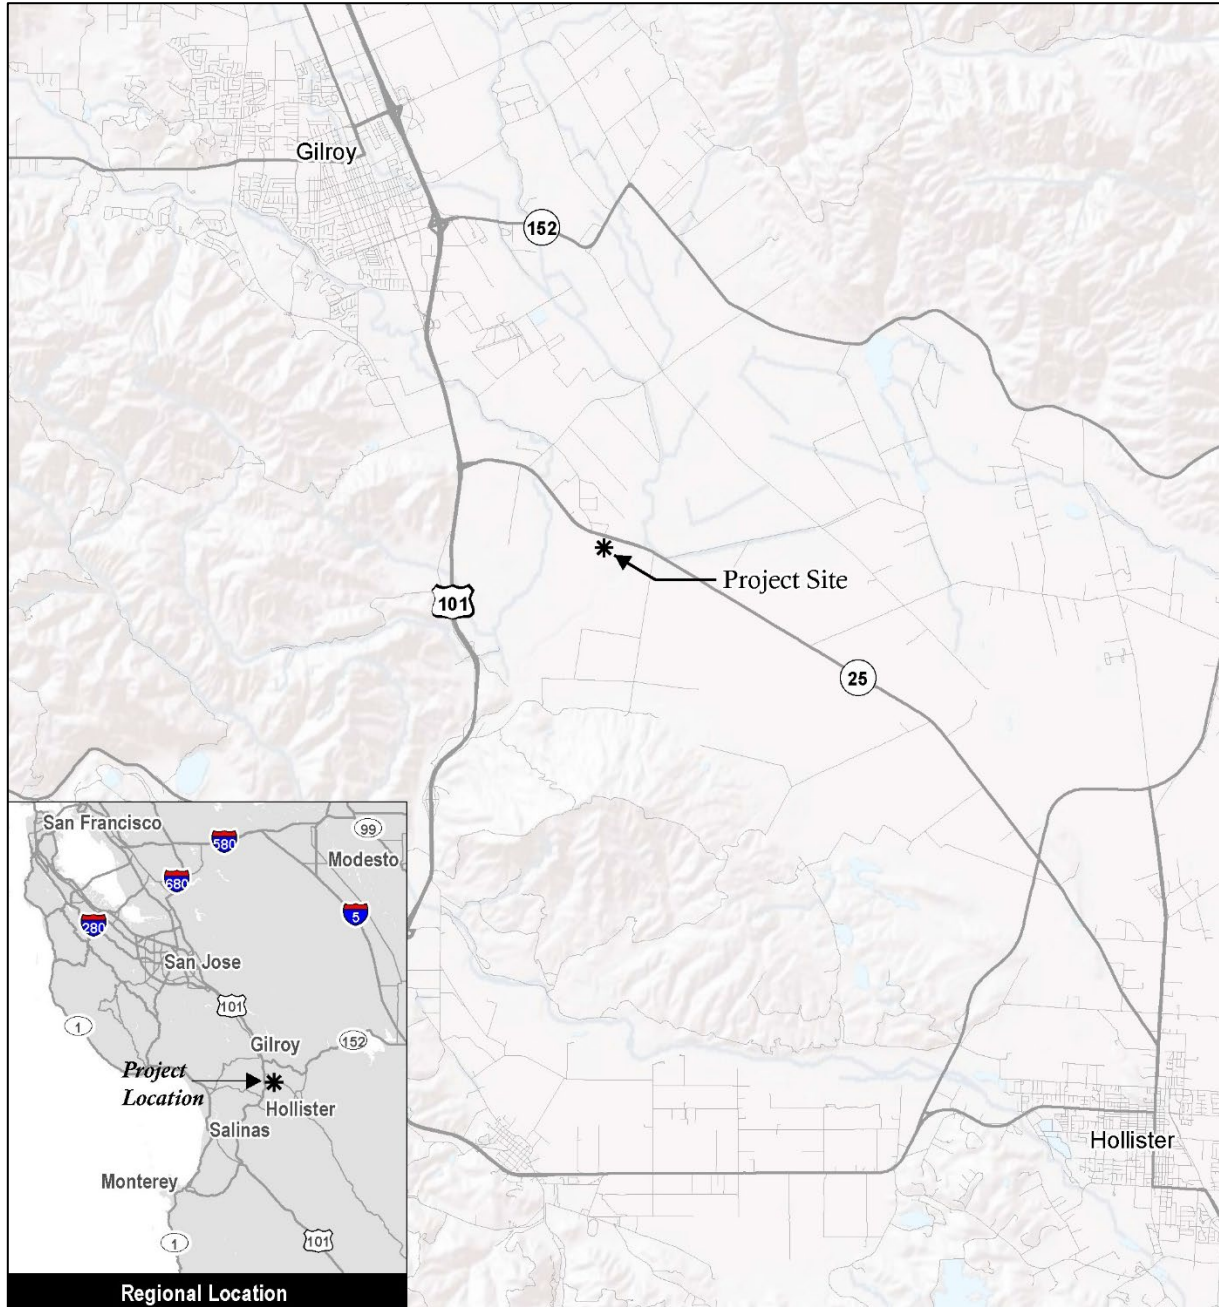 Gilroy
152
Project Site
101
25
San Francisco
99
580
Modesto
680
5
280
San Jose
101
1
Gilroy
152
Project
Location
Hollister
Salinas
Hollister
Monterey
101
1
Regional Location